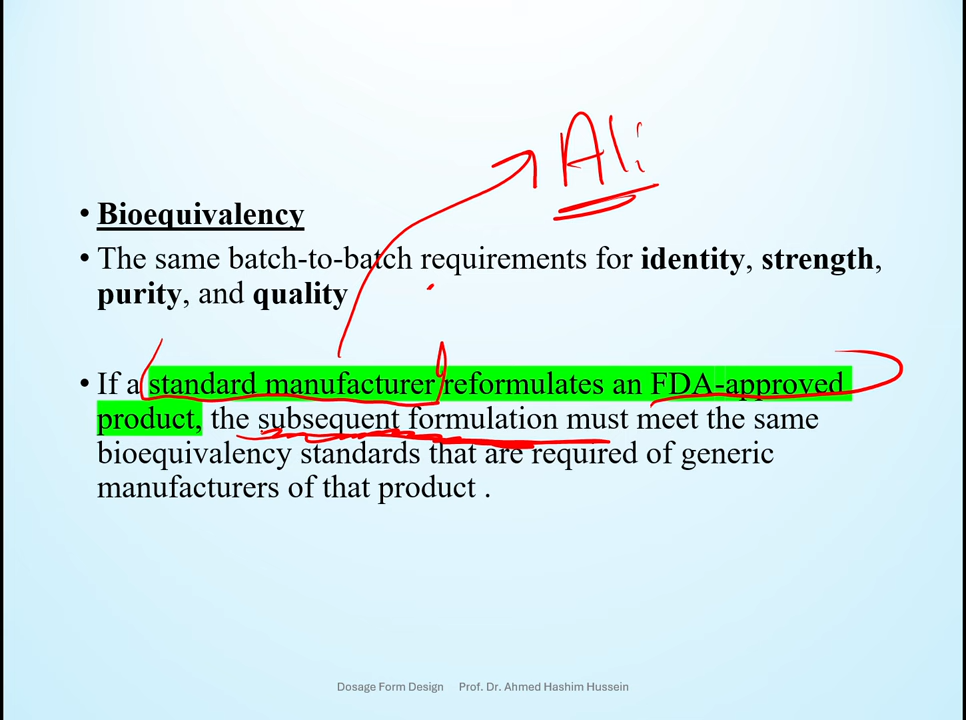 Ali
• Bioequivalency
• The same batch-to-batch requirements for identity, strength,
purity, and quality
• If a standard manufacturer reformulates an FDA-approved
product, the subsequent formulation must meet the same
bioequivalency standards that are required of generic
manufacturers of that product .
Dosage Form Design Prof. Dr. Ahmed Hashim Hussein